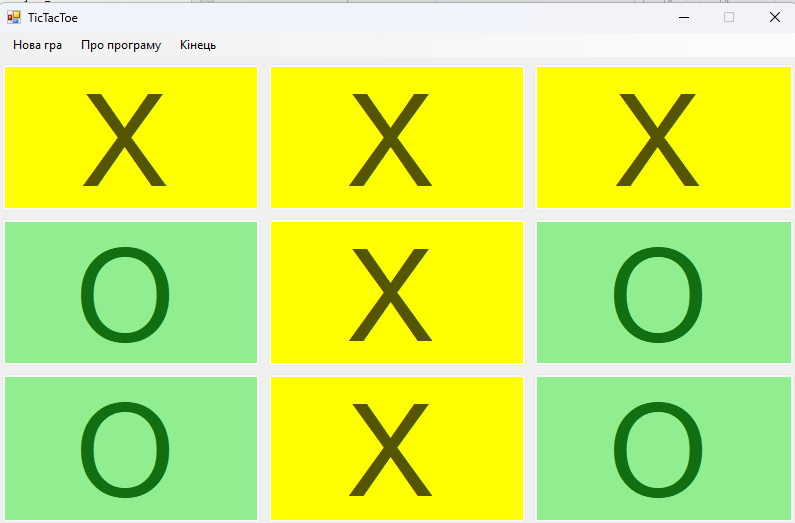 TicTacToe
Нова гра Про програму Кінець
X X X
O X O
O X O